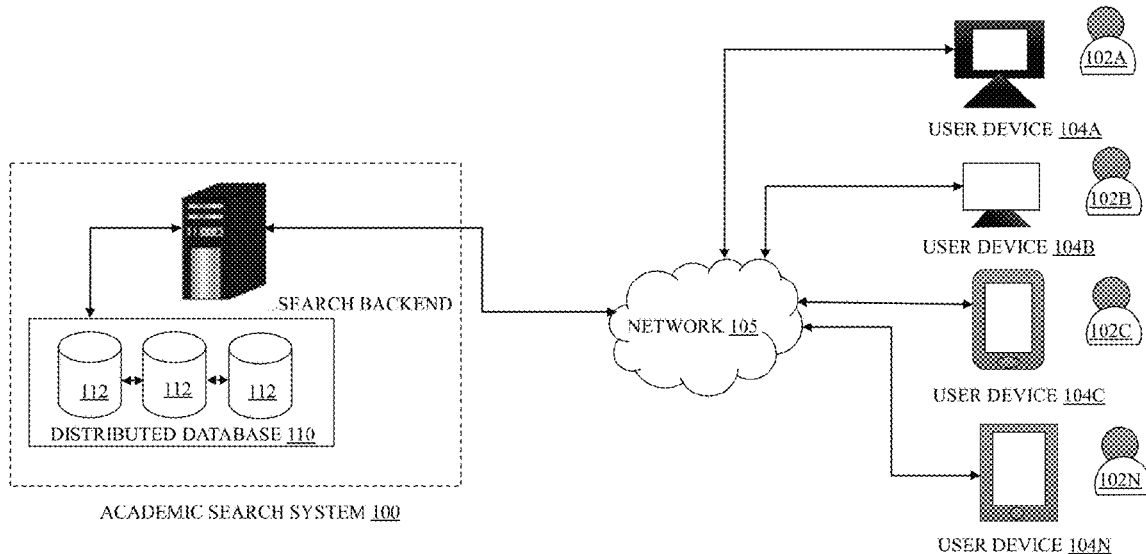 102A
USER DEVICE 104A
102B
USER DEVICE 104B
SEARCH BACKEND
NETWORK 105
102C
112
112
112
USER DEVICE 104C
DISTRIBUTED DATABASE 110
102N
ACADEMIC SEARCH SYSTEM 100
USER DEVICE 104N